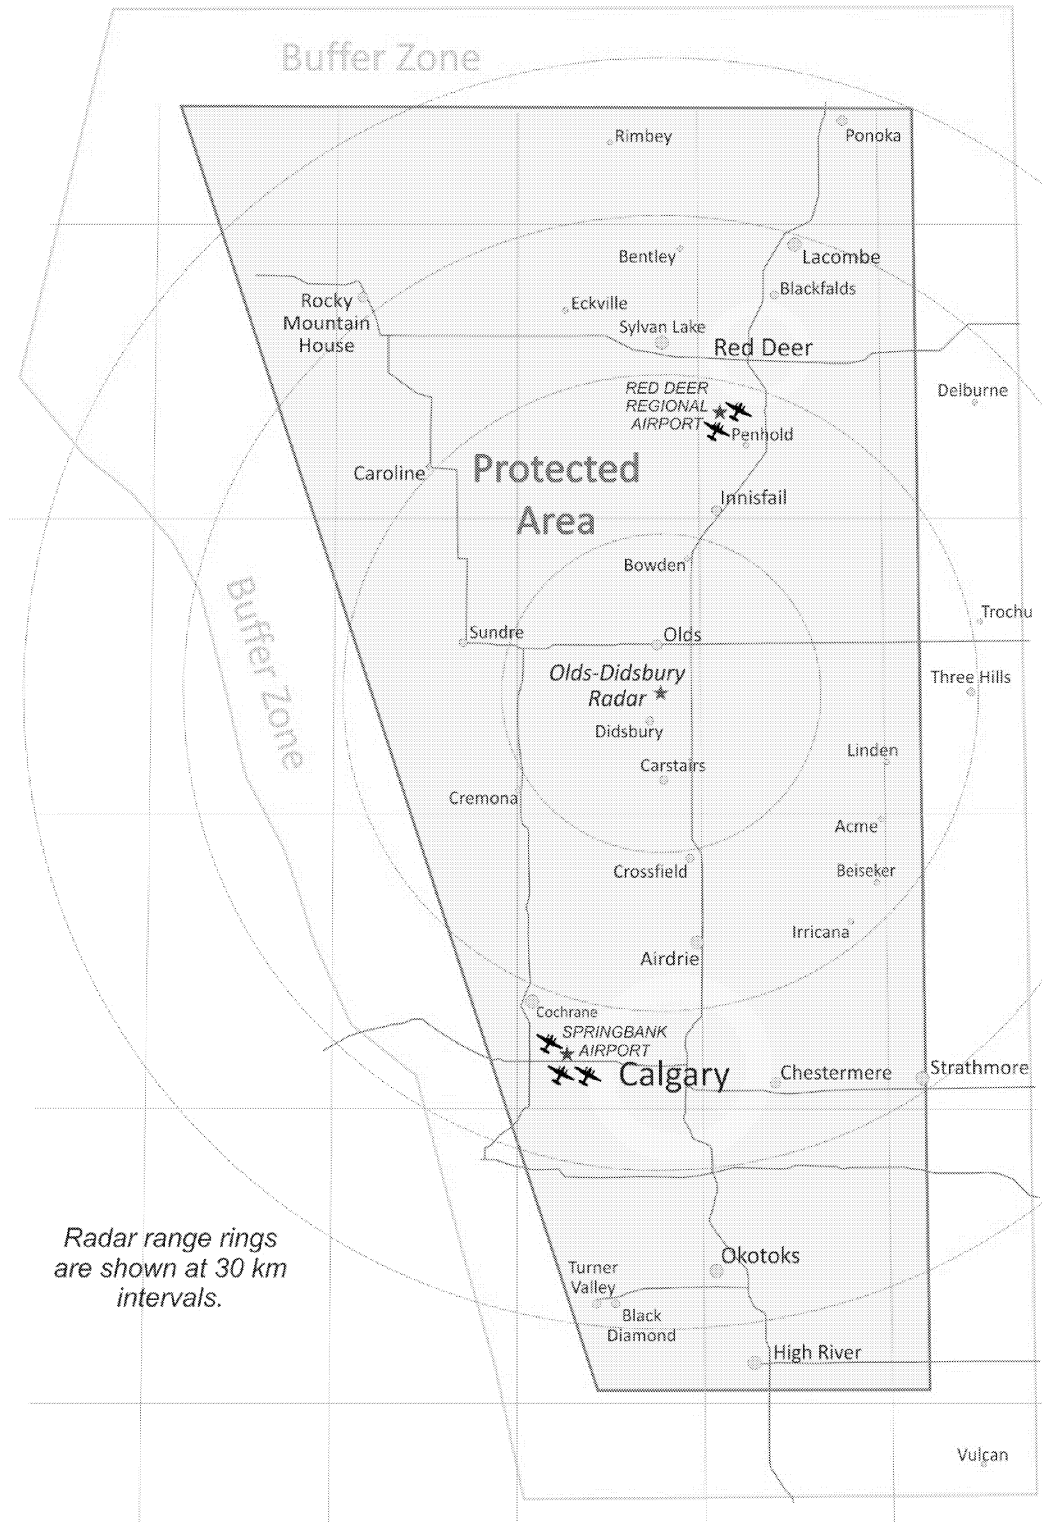 Buffer Zone
Rimbey
Ponoka
Bentley
Lacombe
Blackfalds
Rocky
Mountain
House
Eckville
Sylvan Lake
Red Deer
RED DEER
REGIONAL
AIRPORT
Delburne
Penhold
Caroline
Protected
Area
Innisfail
Bowden
Buffer Zone
Trochu
Sundre
Olds
Olds-Didsbury
Radar
Three Hills
Didsbury
Linden
Carstairs
Cremona
Acme
Crossfield
Beiseker
Irricana
Airdrie
Cochrane
SPRINGBANK
AIRPORT
Calgary
Chestermere
Strathmore
Radar range rings
are shown at 30 km
intervals.
Okotoks
Turner
Valley
Black
Diamond
High River
Vulcan